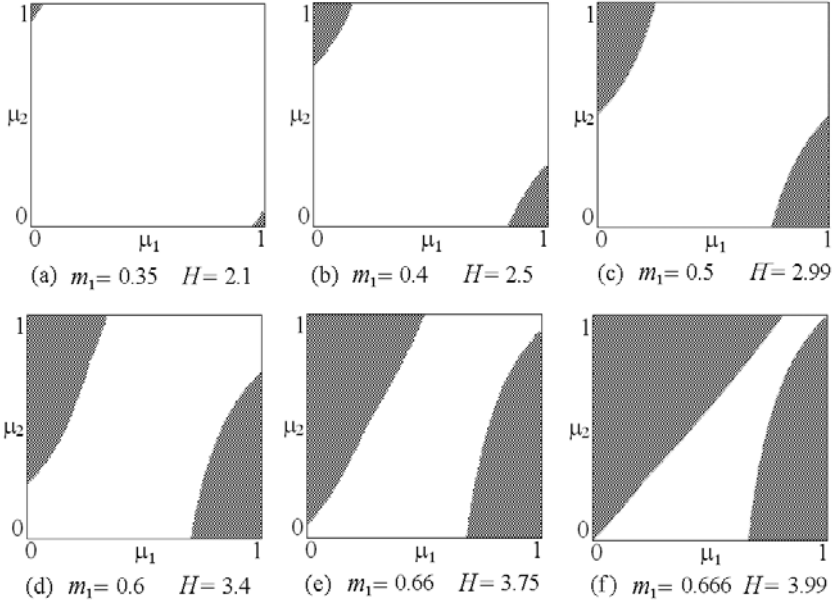 1
1
1
μ₂
μ₂
μ₂
0
0
0
0 μ₁ 1
0 μ₁ 1
0 μ₁ 1
(a) m₁= 0.35 H= 2.1
(b) m₁= 0.4 H= 2.5
(c) m₁= 0.5 H= 2.99
1
1
1
μ₂
μ₂
μ₂
0
0
0
0 μ₁ 1
0 μ₁ 1
0 μ₁ 1
(d) m₁= 0.6 H= 3.4
(e) m₁= 0.66 H= 3.75
(f) m₁= 0.666 H= 3.99